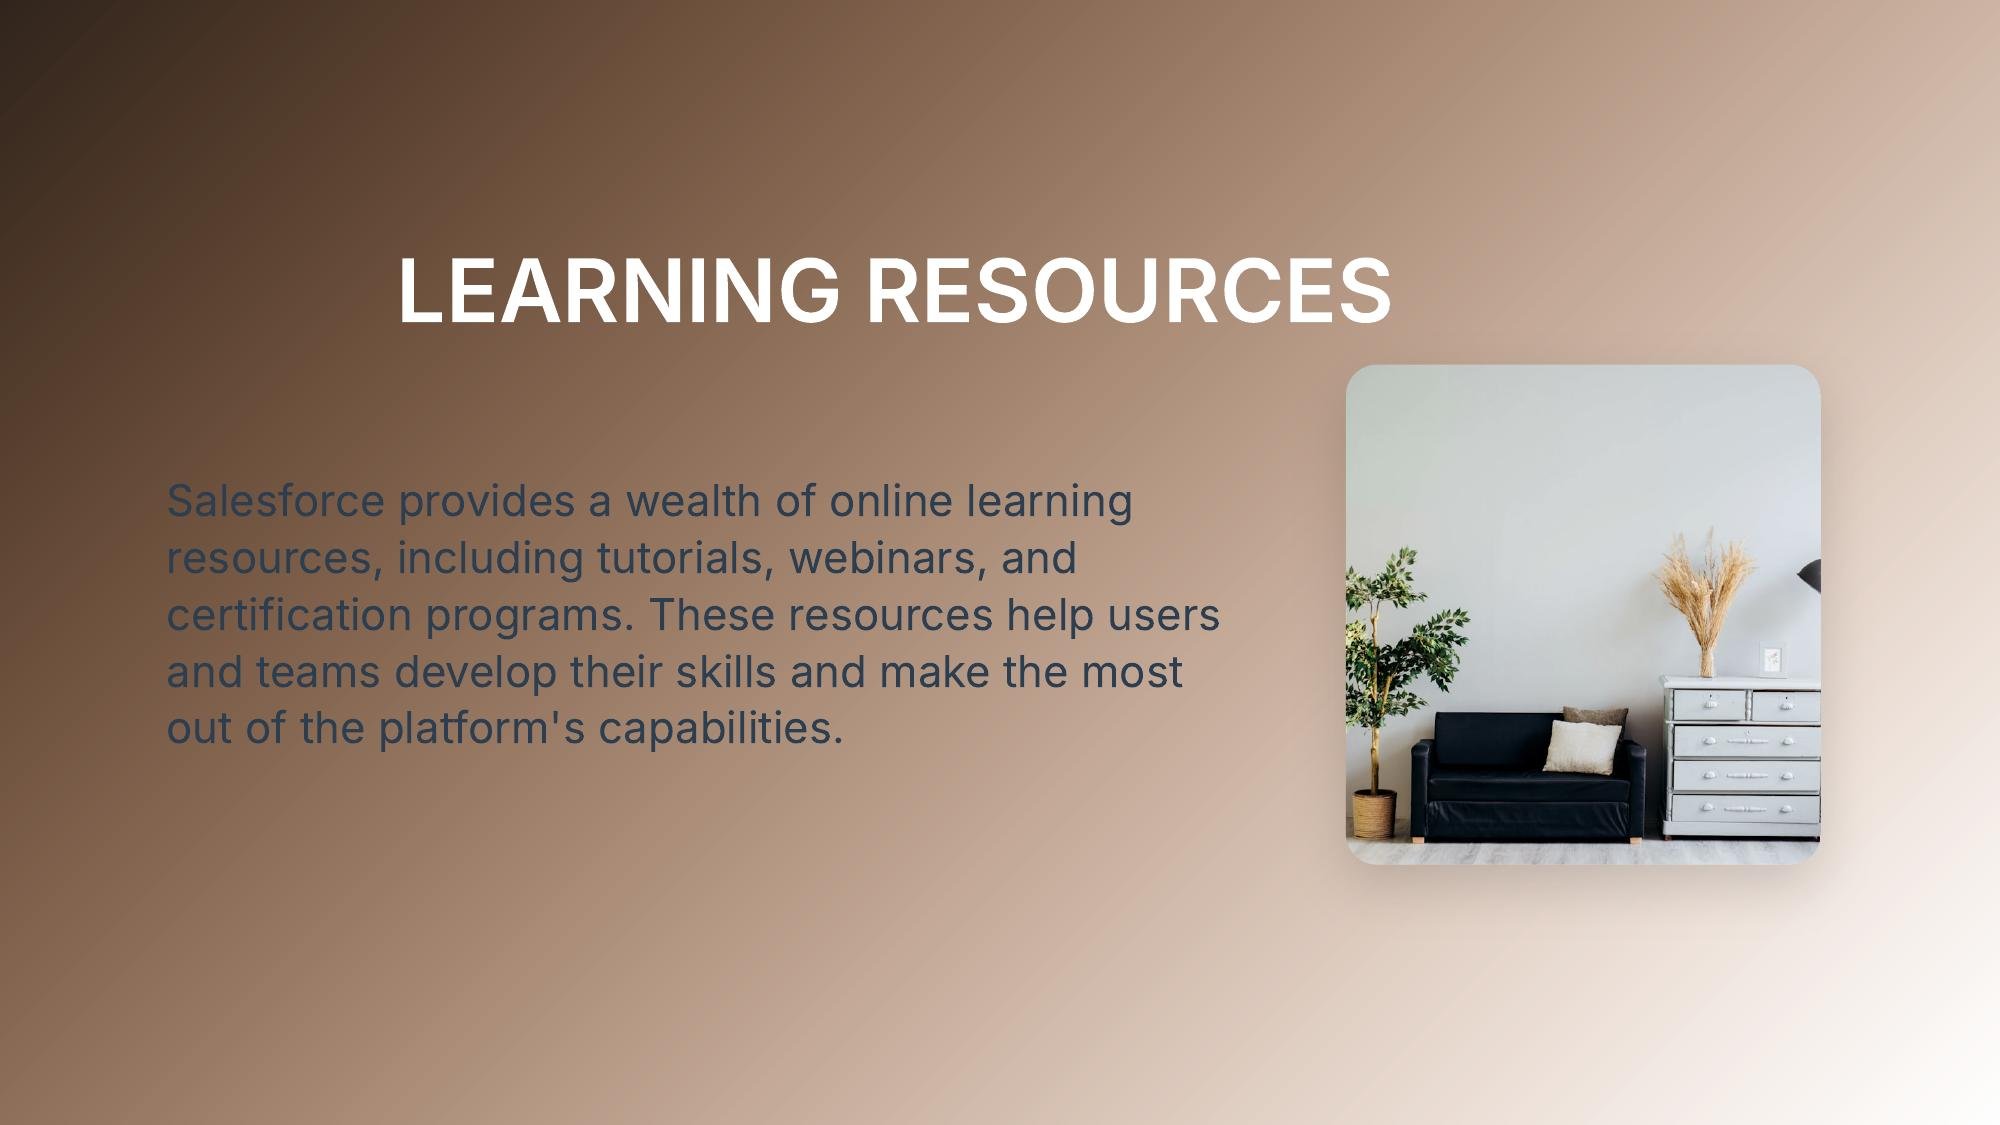 LEARNING RESOURCES
Salesforce provides a wealth of online learning
resources, including tutorials, webinars, and
certification programs. These resources help users
and teams develop their skills and make the most
out of the platform's capabilities.